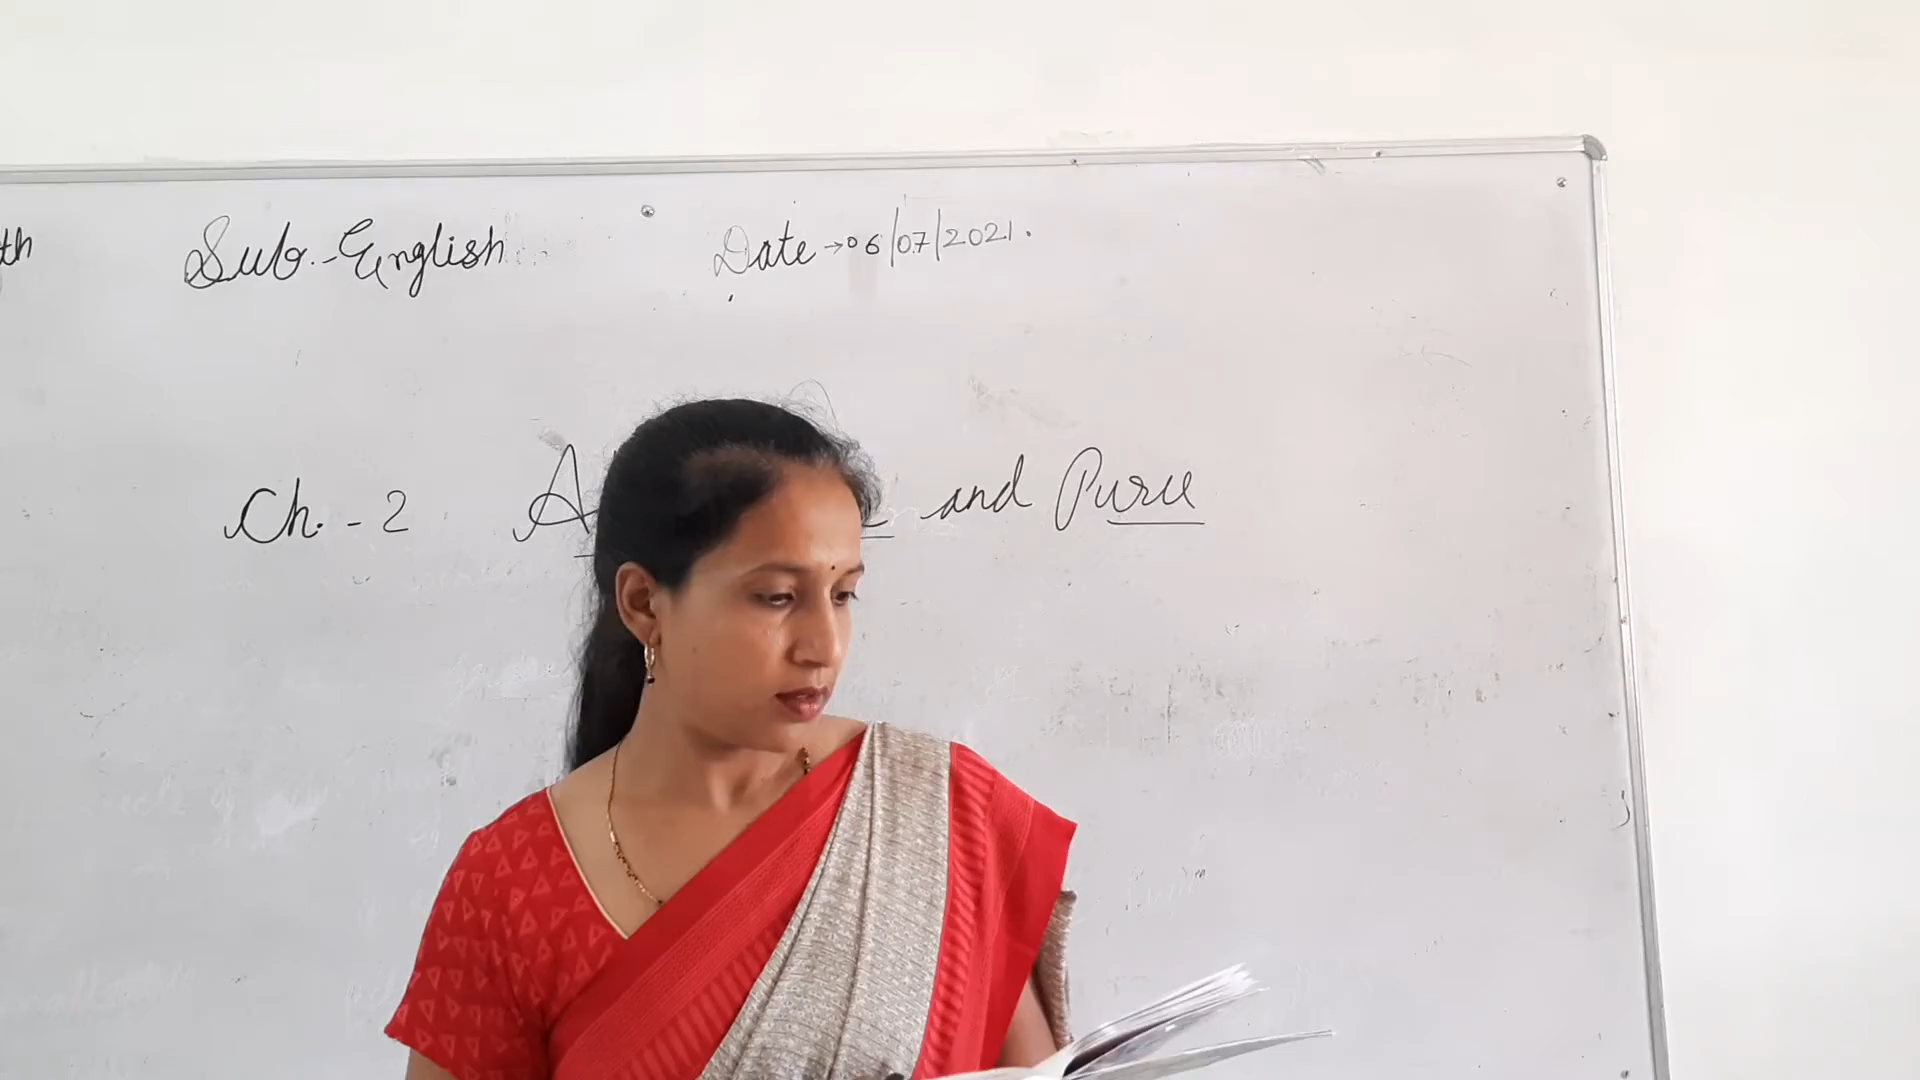 th Sub.-English Date →06/07/2021.
Ch.-2 and Puru